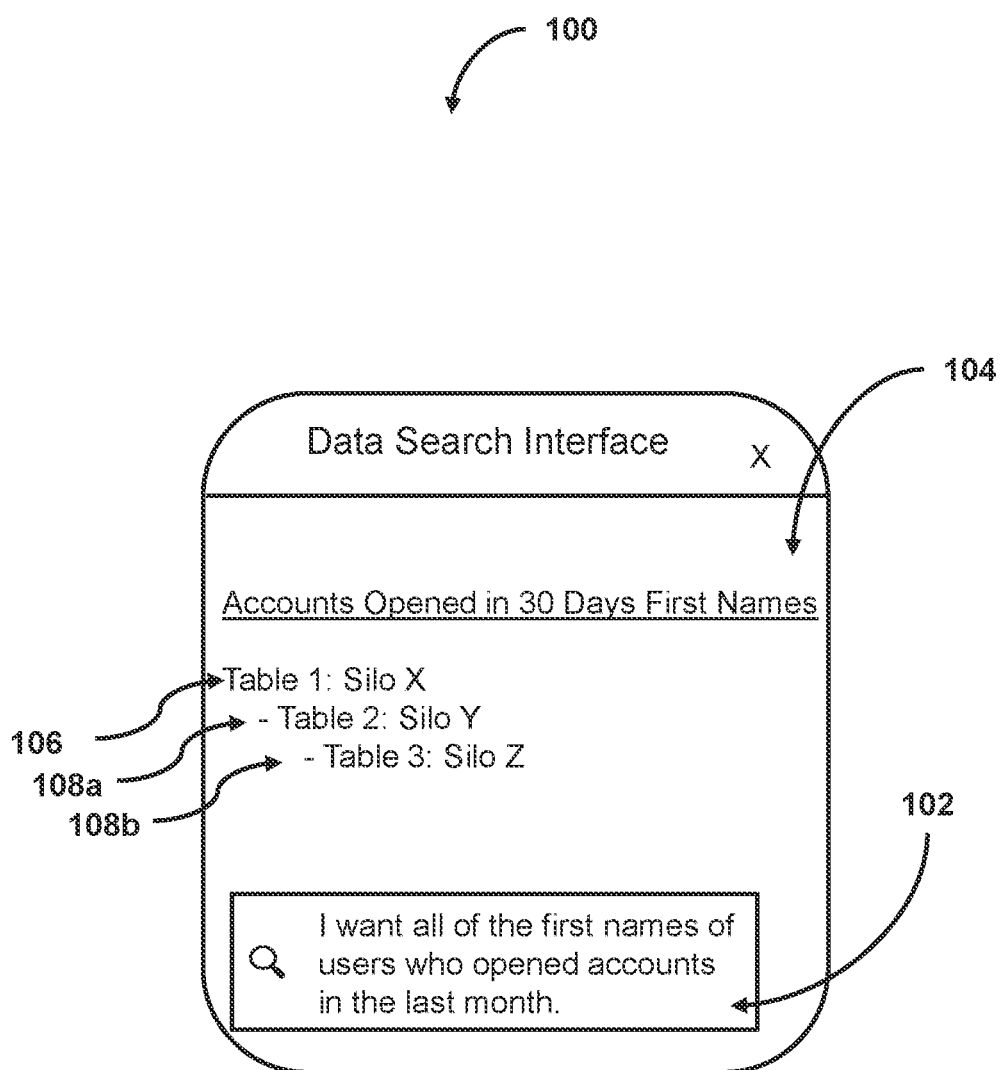 100
104
Data Search Interface X
Accounts Opened in 30 Days First Names
Table 1: Silo X
106
- Table 2: Silo Y
108a
- Table 3: Silo Z
108b
102
I want all of the first names of
users who opened accounts
in the last month.